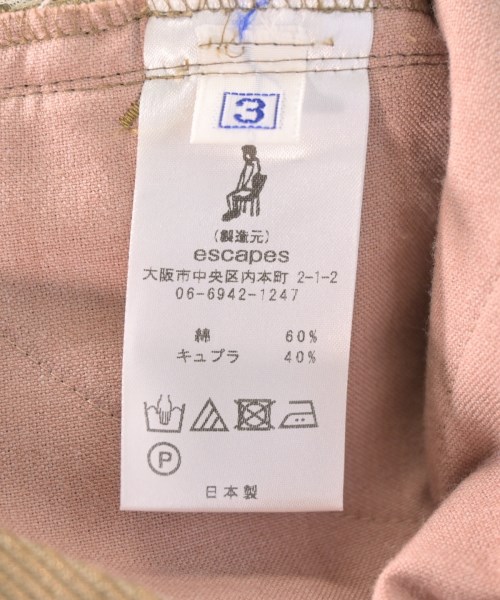 3
(製造元)
escapes
大阪市中央区内本町 2-1-2
06-6942-1247
綿 60%
キュプラ 40%
P
日本製